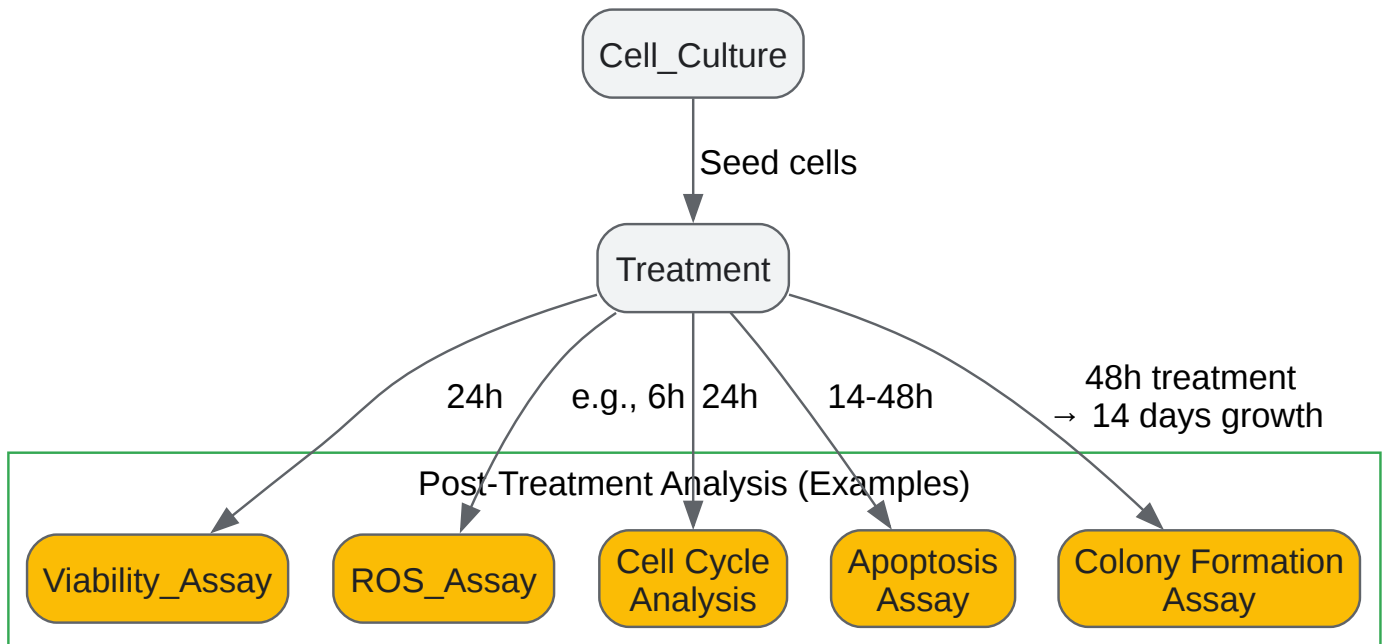 Cell_Culture
Seed cells
Treatment
24h
e.g., 6h
24h
14-48h
48h treatment
→ 14 days growth
Post-Treatment Analysis (Examples)
Viability_Assay
ROS_Assay
Cell Cycle
Analysis
Apoptosis
Assay
Colony Formation
Assay